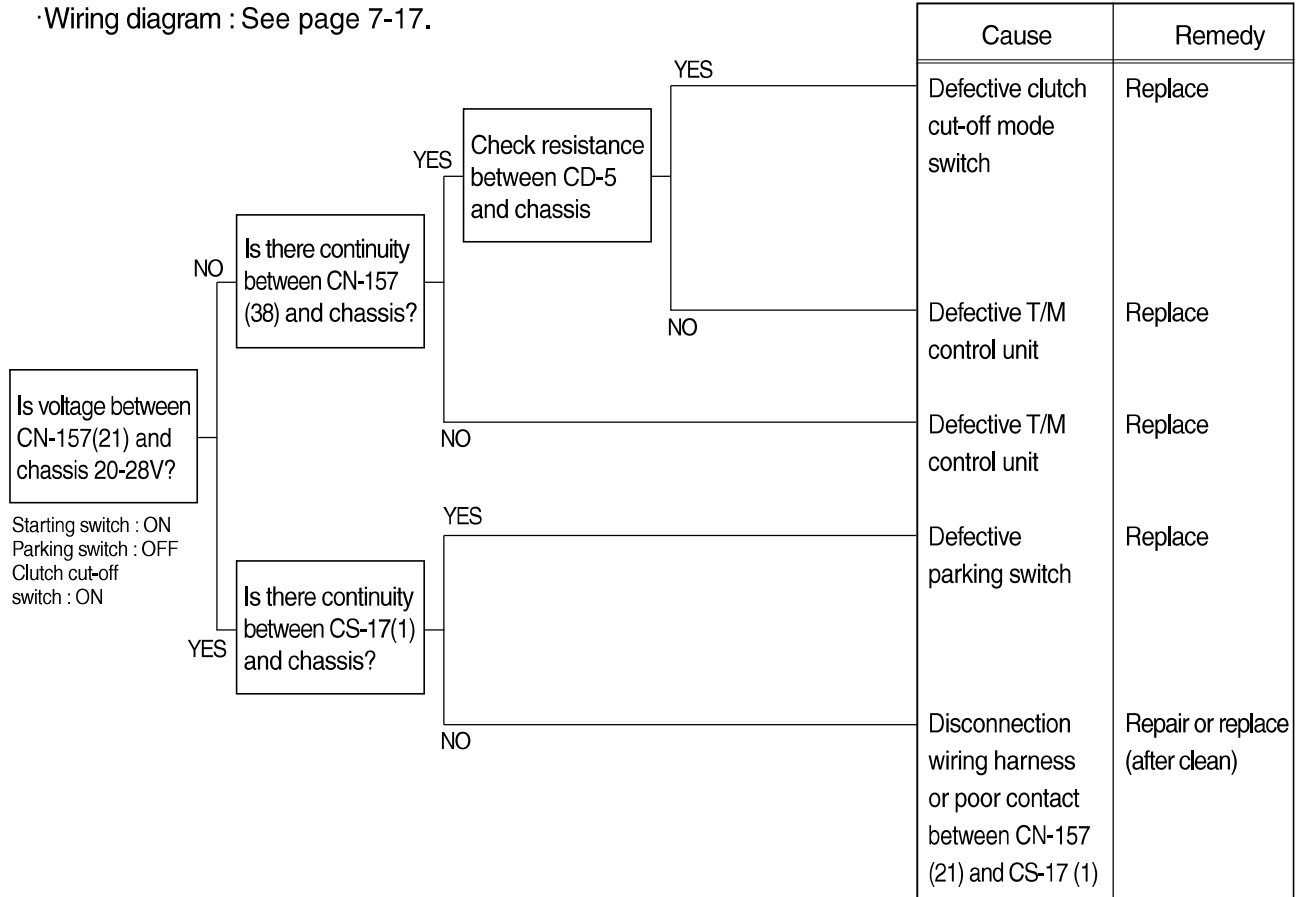 ·Wiring diagram : See page 7-17.
Cause
Remedy
YES
Defective clutch
cut-off mode
switch
Replace
YES
Check resistance
between CD-5
and chassis
NO
Is there continuity
between CN-157
(38) and chassis?
NO
Defective T/M
control unit
Replace
Is voltage between
CN-157(21) and
chassis 20-28V?
NO
Defective T/M
control unit
Replace
Starting switch : ON
Parking switch : OFF
Clutch cut-off
switch : ON
YES
Defective
parking switch
Replace
YES
Is there continuity
between CS-17(1)
and chassis?
NO
Disconnection
wiring harness
or poor contact
between CN-157
(21) and CS-17 (1)
Repair or replace
(after clean)